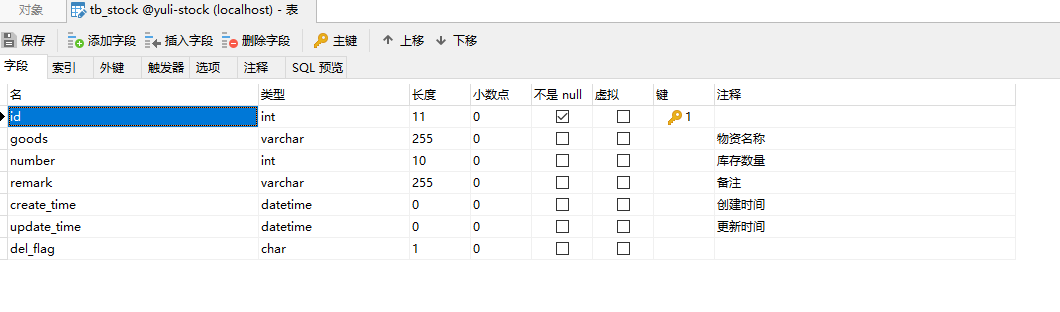 对象 tb_stock @yuli-stock (localhost) - 表
保存 添加字段 插入字段 删除字段 主键 上移 下移
字段 索引 外键 触发器 选项 注释 SQL 预览
名 类型 长度 小数点 不是 null 虚拟 键 注释
id int 11 0 1
goods varchar 255 0 物资名称
number int 10 0 库存数量
remark varchar 255 0 备注
create_time datetime 0 0 创建时间
update_time datetime 0 0 更新时间
del_flag char 1 0